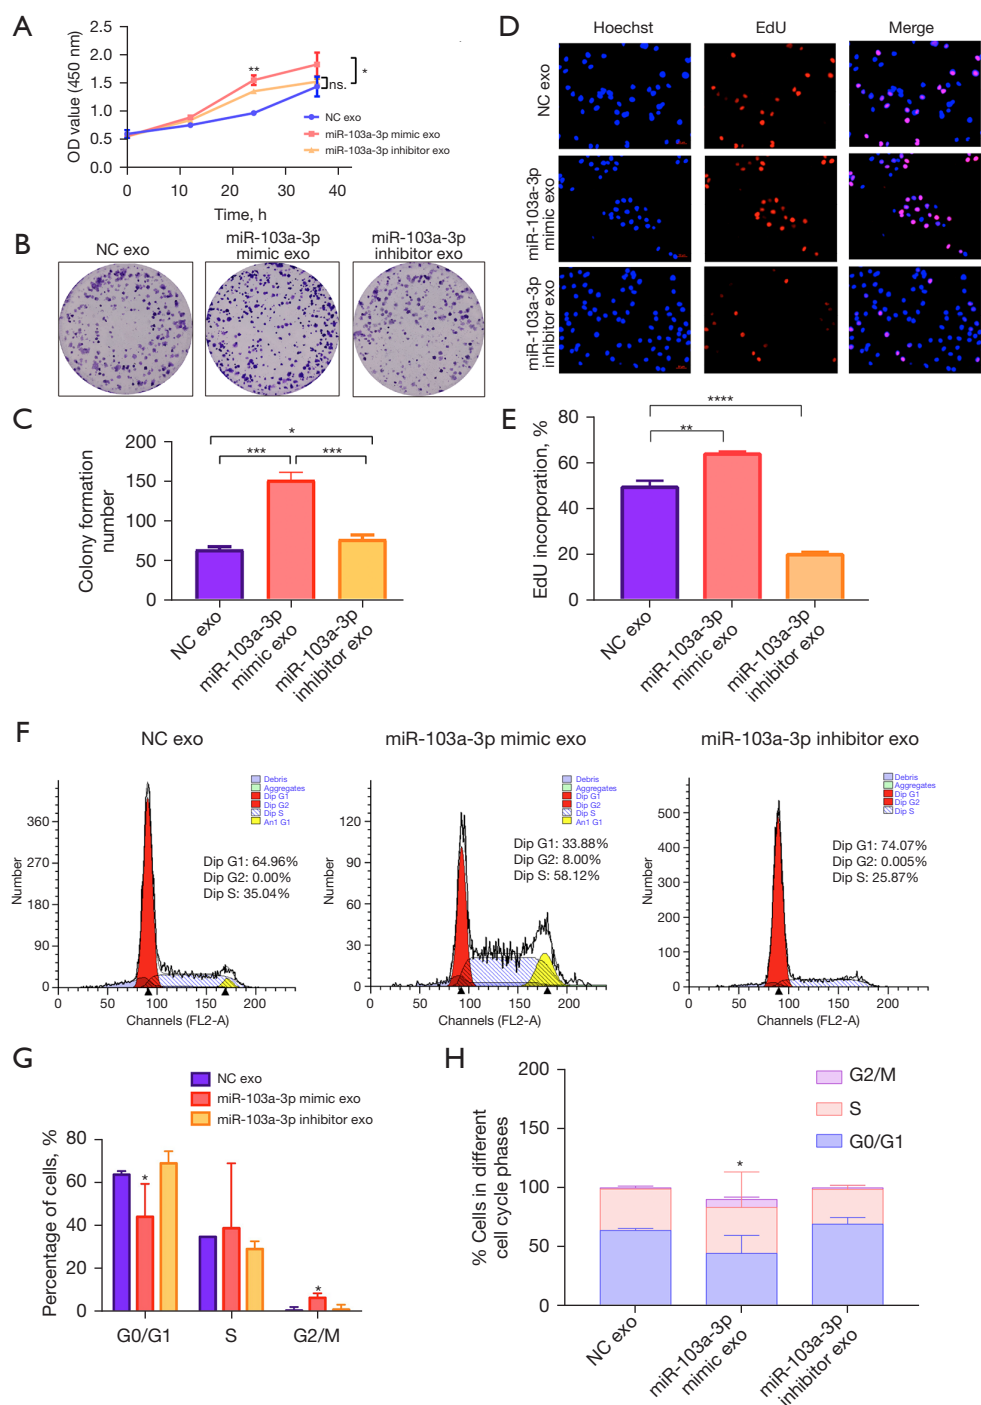 A
2.5
2.0
1.5
1.0
0.5
0.0
OD value (450 nm)
**
*
ns.
NC exo
miR-103a-3p mimic exo
miR-103a-3p inhibitor exo
0 10 20 30 40
Time, h
B
NC exo
miR-103a-3p
mimic exo
miR-103a-3p
inhibitor exo
C
Colony formation
number
200
150
100
50
0
*
*** ***
NC exo
miR-103a-3p
mimic exo
miR-103a-3p
inhibitor exo
D
Hoechst EdU Merge
NC exo
miR-103a-3p
mimic exo
miR-103a-3p
inhibitor exo
E
EdU incorporation, %
80
60
40
20
0
****
**
NC exo
miR-103a-3p
mimic exo
miR-103a-3p
inhibitor exo
F
NC exo
Number
360
270
180
90
0
0 50 100 150 200
Channels (FL2-A)
Debris
Aggregates
Dip G1
Dip G2
Dip S
An1 G1
Dip G1: 64.96%
Dip G2: 0.00%
Dip S: 35.04%
miR-103a-3p mimic exo
Number
120
90
60
30
0
0 50 100 150 200
Channels (FL2-A)
Debris
Aggregates
Dip G1
Dip G2
Dip S
An1 G1
Dip G1: 33.88%
Dip G2: 8.00%
Dip S: 58.12%
miR-103a-3p inhibitor exo
Number
500
400
300
200
100
0
0 50 100 150 200
Channels (FL2-A)
Debris
Aggregates
Dip G1
Dip G2
Dip S
Dip G1: 74.07%
Dip G2: 0.005%
Dip S: 25.87%
G
NC exo
miR-103a-3p mimic exo
miR-103a-3p inhibitor exo
Percentage of cells, %
80
60
40
20
0
*
*
G0/G1 S G2/M
H
% Cells in different
cell cycle phases
200
150
100
50
0
G2/M
S
G0/G1
*
NC exo
miR-103a-3p
mimic exo
miR-103a-3p
inhibitor exo